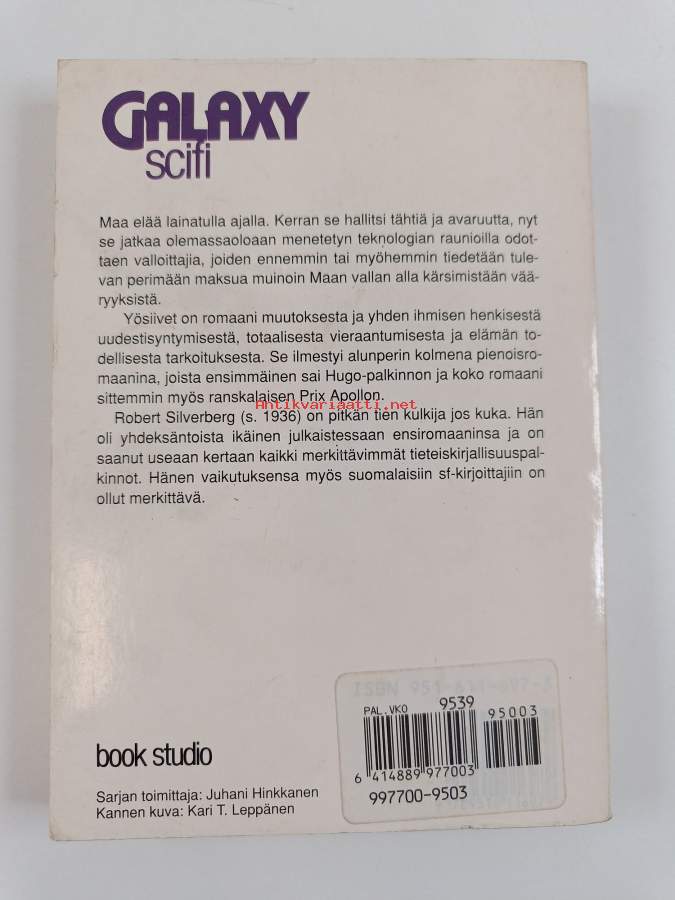 GALAXY
scifi
Maa elää lainatulla ajalla. Kerran se hallitsi tähtiä ja avaruutta, nyt
se jatkaa olemassaoloaan menetetyn teknologian raunioilla odot-
taen valloittajia, joiden ennemmin tai myöhemmin tiedetään tule-
van perimään maksua muinoin Maan vallan alla kärsimistään vää-
ryyksistä.
Yösiivet on romaani muutoksesta ja yhden ihmisen henkisestä
uudestisyntymisestä, totaalisesta vieraantumisesta ja elämän to-
dellisesta tarkoituksesta. Se ilmestyi alunperin kolmena pienoisro-
maanina, joista ensimmäinen sai Hugo-palkinnon ja koko romaani
sittemmin myös ranskalaisen Prix Apollon.
Antikvariaatti.net
Robert Silverberg (s. 1936) on pitkän tien kulkija jos kuka. Hän
oli yhdeksäntoista ikäinen julkaistessaan ensiromaaninsa ja on
saanut useaan kertaan kaikki merkittävimmät tieteiskirjallisuuspal-
kinnot. Hänen vaikutuksensa myös suomalaisiin sf-kirjoittajiin on
ollut merkittävä.
PAL.VKO 9539
95003
6 414889 977003
997700-9503
book studio
Sarjan toimittaja: Juhani Hinkkanen
Kannen kuva: Kari T. Leppänen